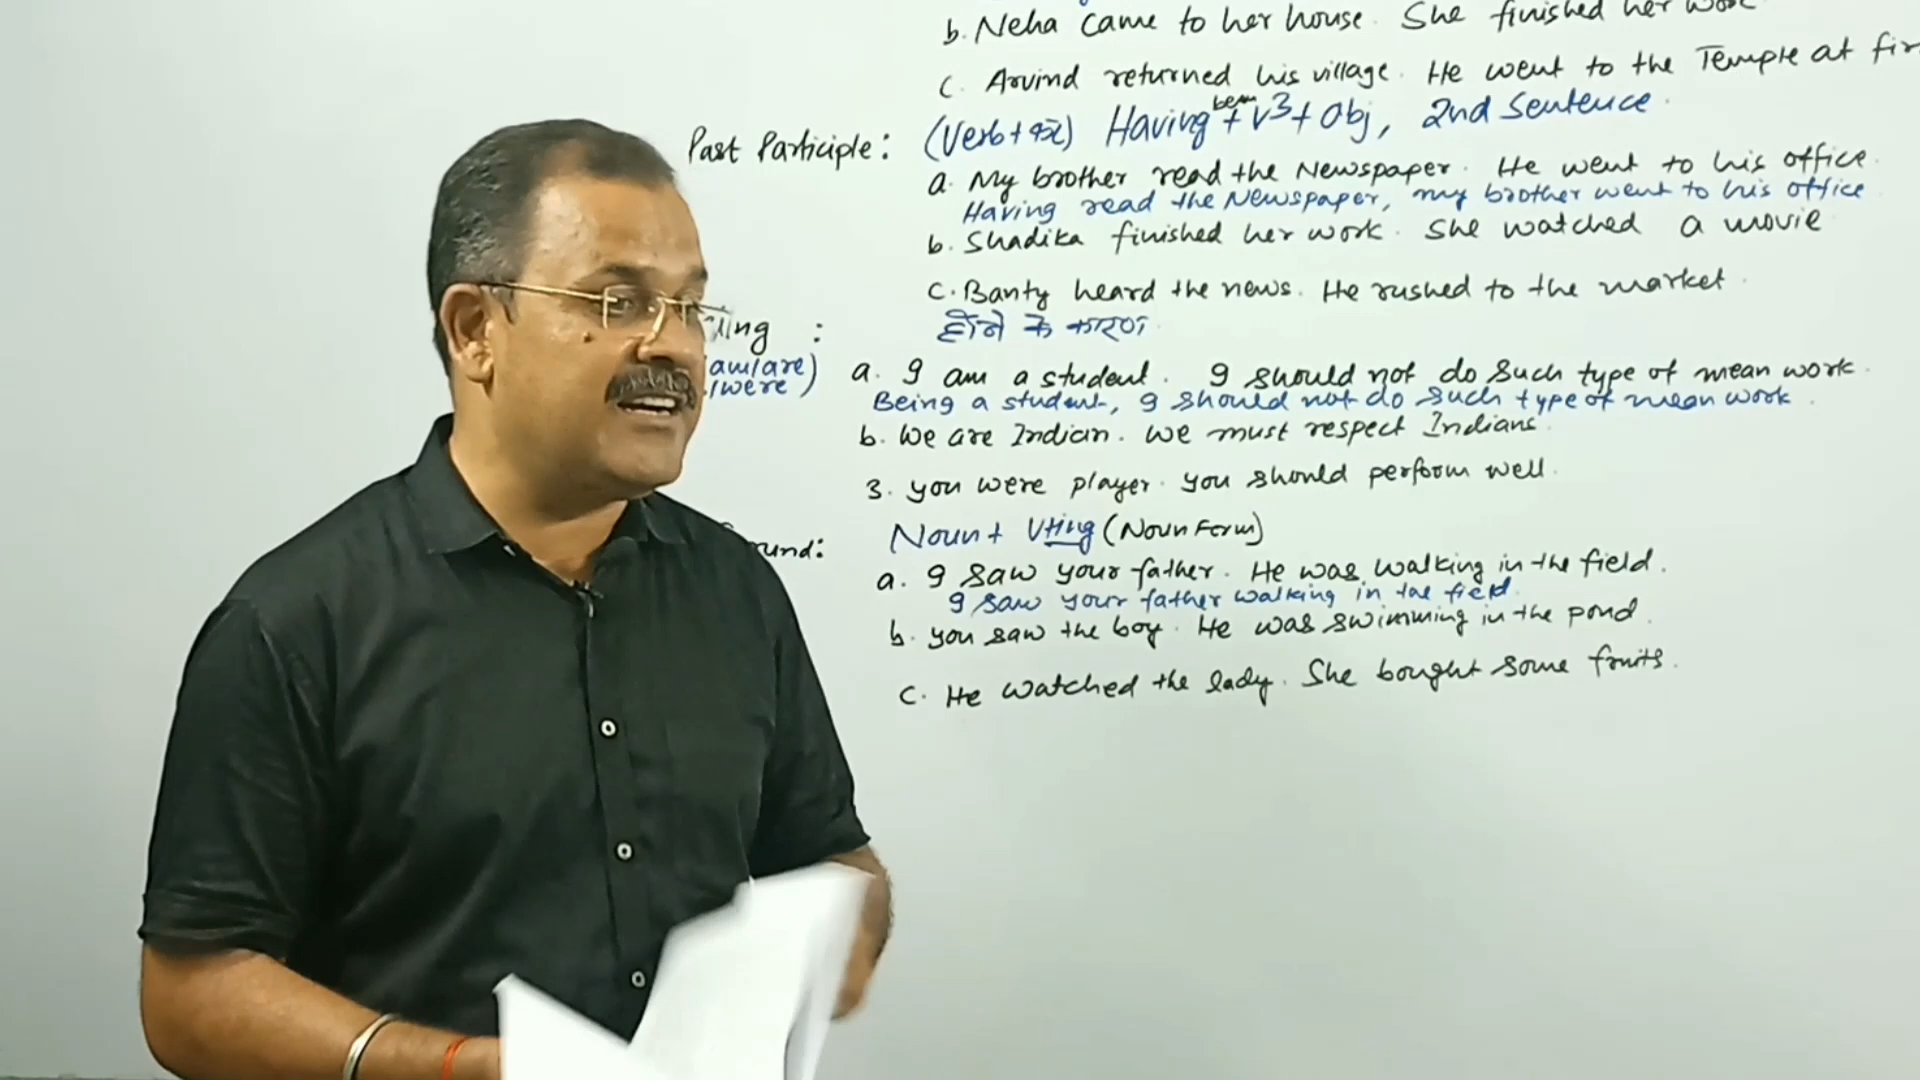 b. Neha came to her house. She finished her work
c. Arvind returned his village. He went to the Temple at fir
Past Participle: (Verb + कर) Having been + V3 + Obj, 2nd Sentence.
a. My brother read the Newspaper. He went to his office.
Having read the Newspaper, my brother went to his office
b. Shadika finished her work. She watched a movie
c. Banty heard the news. He rushed to the market.
ing : होने के कारण
am/are)
/were)
a. I am a student. I should not do such type of mean work.
Being a student, I should not do such type of mean work.
b. We are Indian. We must respect Indians.
3. you were player. you should perform well.
und: Noun + V+ing (Noun Form)
a. I saw your father. He was walking in the field.
I saw your father walking in the field.
b. you saw the boy. He was swimming in the pond.
c. He watched the lady. She bought some fruits.